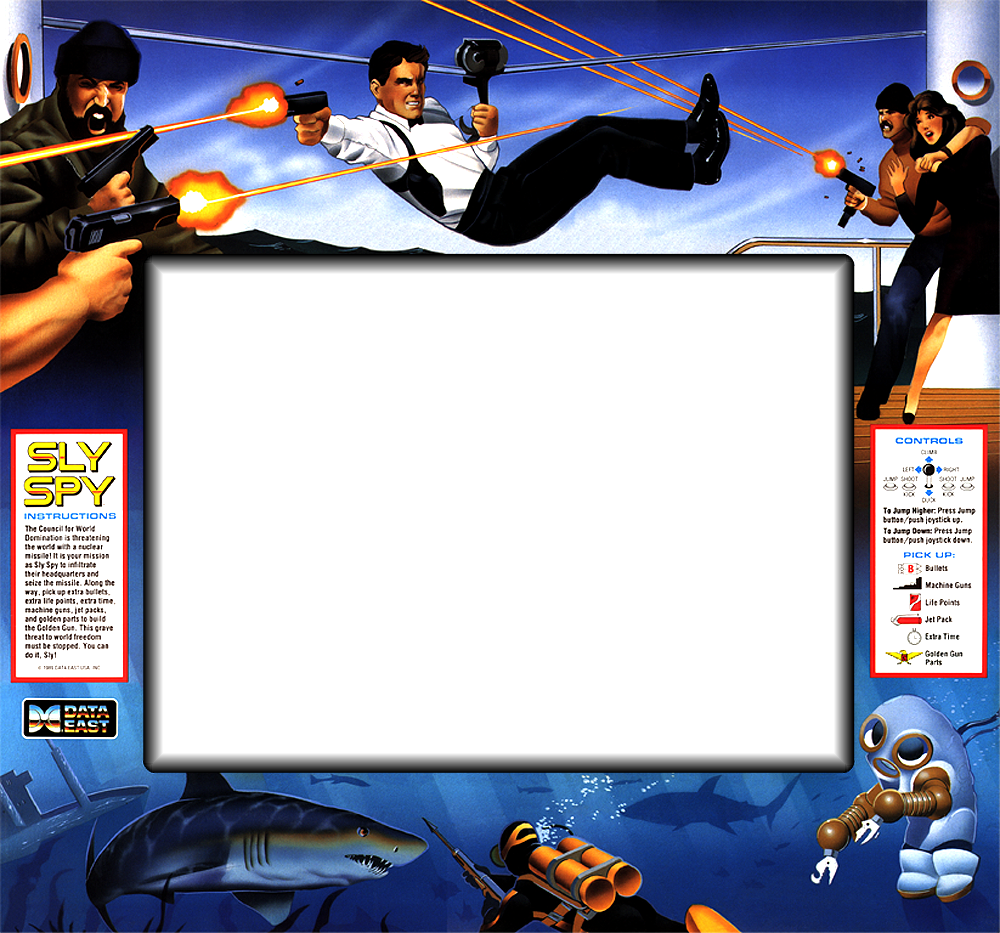 SLY
SPY
INSTRUCTIONS
The Council for World
Domination is threatening
the world with a nuclear
missile! It is your mission
as Sly Spy to infiltrate
their headquarters and
seize the missile. Along the
way, pick up extra bullets,
extra life points, extra time,
machine guns, jet packs,
and golden parts to build
the Golden Gun. This grave
threat to world freedom
must be stopped. You can
do it, Sly!
© 1989 DATA EAST USA, INC.
DATA
EAST
CONTROLS
CLIMB
LEFT RIGHT
JUMP SHOOT SHOOT JUMP
KICK KICK
DUCK
To Jump Higher: Press Jump
button/push joystick up.
To Jump Down: Press Jump
button/push joystick down.
PICK UP:
B Bullets
Machine Guns
Life Points
Jet Pack
Extra Time
Golden Gun
Parts